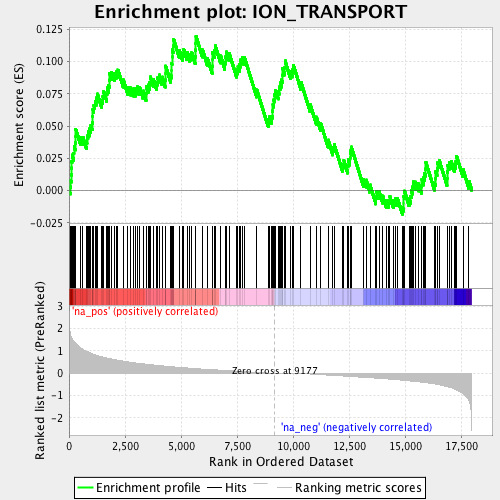 Enrichment plot: ION_TRANSPORT
Enrichment score (ES)
0.125
0.100
0.075
0.050
0.025
0.000
-0.025
'na_pos' (positively correlated)
Ranked list metric (PreRanked)
3
2
1
0
-1
-2
Zero cross at 9177
'na_neg' (negatively correlated)
0
2,500
5,000
7,500
10,000
12,500
15,000
17,500
Rank in Ordered Dataset
Enrichment profile
Hits
Ranking metric scores